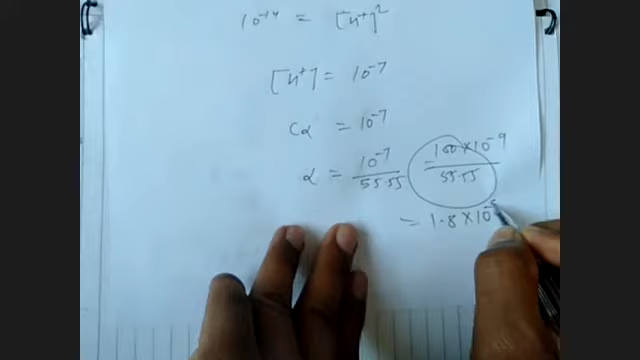 10⁻¹⁴ = [H⁺]²
[H⁺] = 10⁻⁷
Cα = 10⁻⁷
α = 10⁻⁷/55.55 = 100×10⁻⁹/55.55
= 1.8×10